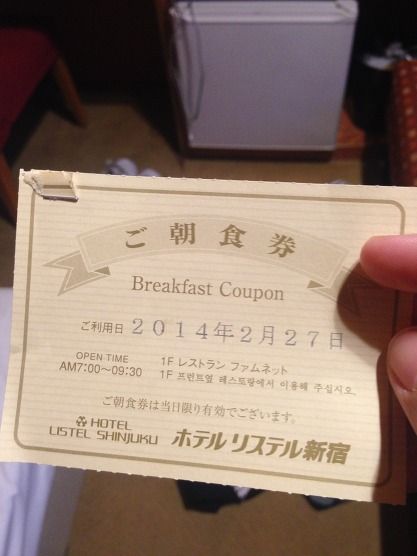 ご朝食券
Breakfast Coupon
ご利用日 2014年2月27日
OPEN TIME 1F レストラン ファムネット
AM7:00〜09:30 1F 프런트옆 레스토랑에서 이용해 주십시오.
ご朝食券は当日限り有効でございます。
HOTEL
LISTEL SHINJUKU ホテル リステル新宿